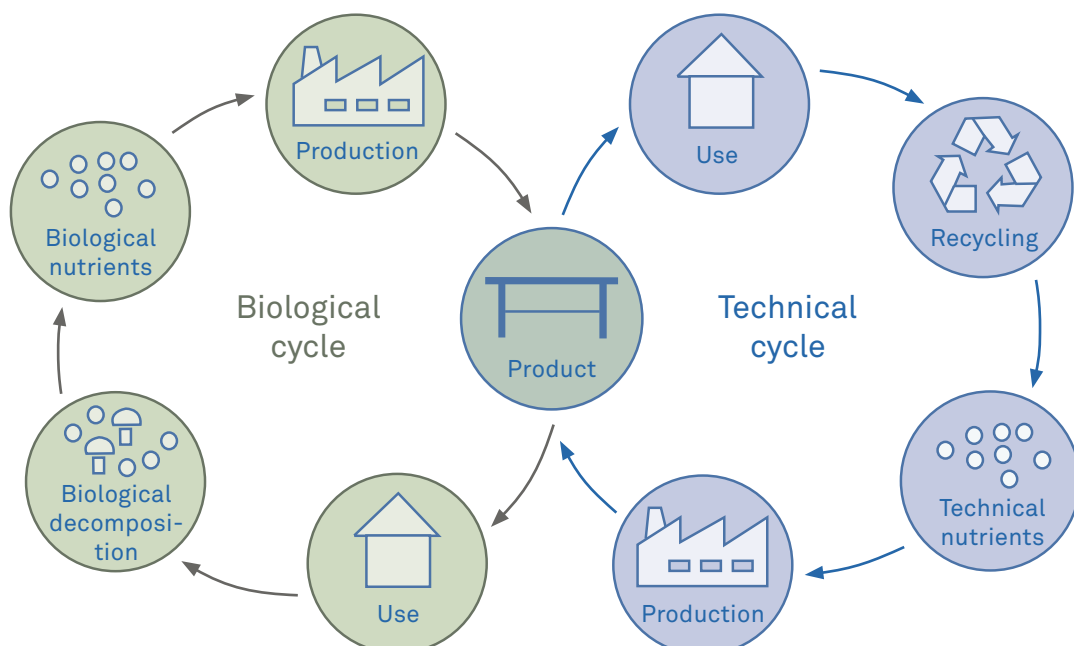 Production
Use
Biological
nutrients
Recycling
Biological
cycle
Technical
cycle
Product
Biological
decomposi-
tion
Technical
nutrients
Use
Production